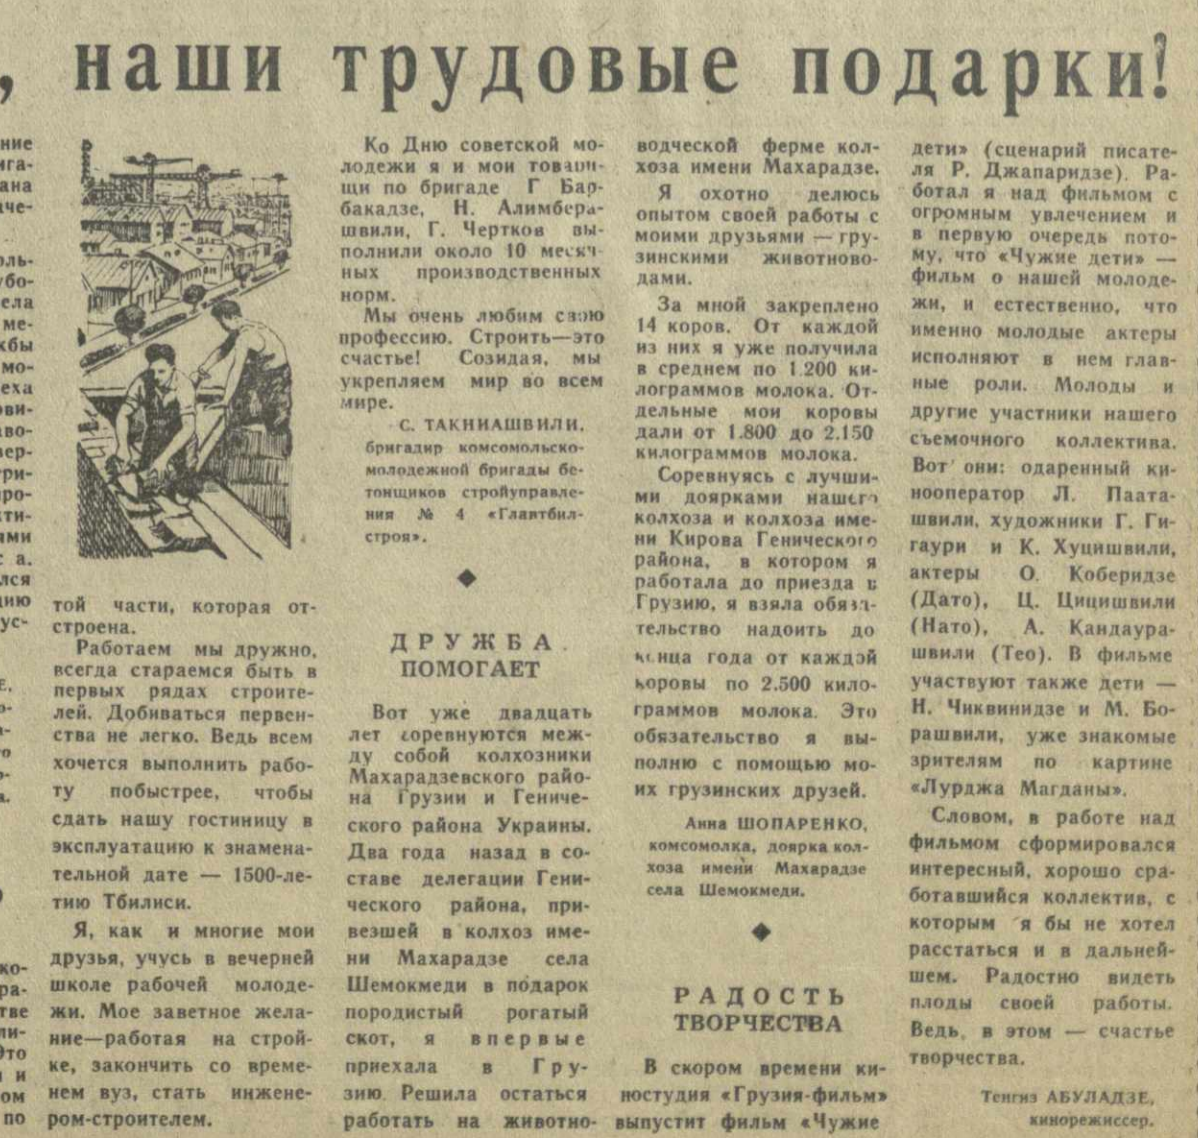 , наши трудовые подарки!
той части, которая от-
строена.
Работаем мы дружно,
всегда стараемся быть в
первых рядах строите-
лей. Добиваться первен-
ства не легко. Ведь всем
хочется выполнить рабо-
ту побыстрее, чтобы
сдать нашу гостиницу в
эксплуатацию к знамена-
тельной дате — 1500-ле-
тию Тбилиси.
Я, как и многие мои
друзья, учусь в вечерней
школе рабочей молоде-
жи. Мое заветное жела-
ние—работая на строй-
ке, закончить со време-
нем вуз, стать инжене-
ром-строителем.
Ко Дню советской мо-
лодежи я и мои товари-
щи по бригаде Г Бар-
бакадзе, Н. Алимбера-
швили, Г. Чертков вы-
полнили около 10 месяч-
ных производственных
норм.
Мы очень любим свою
профессию. Строить—это
счастье! Созидая, мы
укрепляем мир во всем
мире.
С. ТАКНИАШВИЛИ,
бригадир комсомольско-
молодежной бригады бе-
тонщиков стройуправле-
ния № 4 «Главтбил-
строя».
◆
ДРУЖБА
ПОМОГАЕТ
Вот уже двадцать
лет соревнуются меж-
ду собой колхозники
Махарадзевского райо-
на Грузии и Гениче-
ского района Украины.
Два года назад в со-
ставе делегации Гени-
ческого района, при-
везшей в колхоз име-
ни Махарадзе села
Шемокмеди в подарок
породистый рогатый
скот, я впервые
приехала в Гру-
зию. Решила остаться
работать на животно-
водческой ферме кол-
хоза имени Махарадзе.
Я охотно делюсь
опытом своей работы с
моими друзьями — гру-
зинскими животново-
дами.
За мной закреплено
14 коров. От каждой
из них я уже получила
в среднем по 1.200 ки-
лограммов молока. От-
дельные мои коровы
дали от 1.800 до 2.150
килограммов молока.
Соревнуясь с лучши-
ми доярками нашего
колхоза и колхоза име-
ни Кирова Генического
района, в котором я
работала до приезда в
Грузию, я взяла обяза-
тельство надоить до
конца года от каждой
коровы по 2.500 кило-
граммов молока. Это
обязательство я вы-
полню с помощью мо-
их грузинских друзей.
Анна ШОПАРЕНКО,
комсомолка, доярка кол-
хоза имени Махарадзе
села Шемокмеди.
◆
РАДОСТЬ
ТВОРЧЕСТВА
В скором времени ки-
ностудия «Грузия-фильм»
выпустит фильм «Чужие
дети» (сценарий писате-
ля Р. Джапаридзе). Ра-
ботал я над фильмом с
огромным увлечением и
в первую очередь пото-
му, что «Чужие дети» —
фильм о нашей молоде-
жи, и естественно, что
именно молодые актеры
исполняют в нем глав-
ные роли. Молоды и
другие участники нашего
съемочного коллектива.
Вот они: одаренный ки-
нооператор Л. Паата-
швили, художники Г. Ги-
гаури и К. Хуцишвили,
актеры О. Коберидзе
(Дато), Ц. Цицишвили
(Нато), А. Кандаура-
швили (Тео). В фильме
участвуют также дети —
Н. Чиквинидзе и М. Бо-
рашвили, уже знакомые
зрителям по картине
«Лурджа Магданы».
Словом, в работе над
фильмом сформировался
интересный, хорошо сра-
ботавшийся коллектив, с
которым я бы не хотел
расстаться и в дальней-
шем. Радостно видеть
плоды своей работы.
Ведь, в этом — счастье
творчества.
Тенгиз АБУЛАДЗЕ,
кинорежиссер.